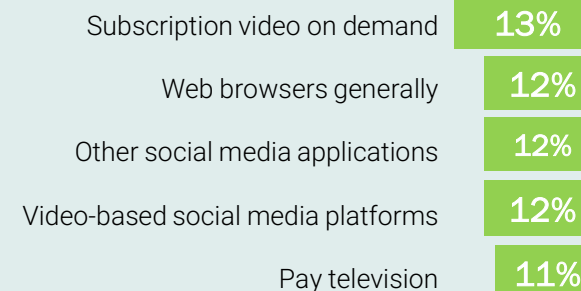 Subscription video on demand 13%
Web browsers generally 12%
Other social media applications 12%
Video-based social media platforms 12%
Pay television 11%